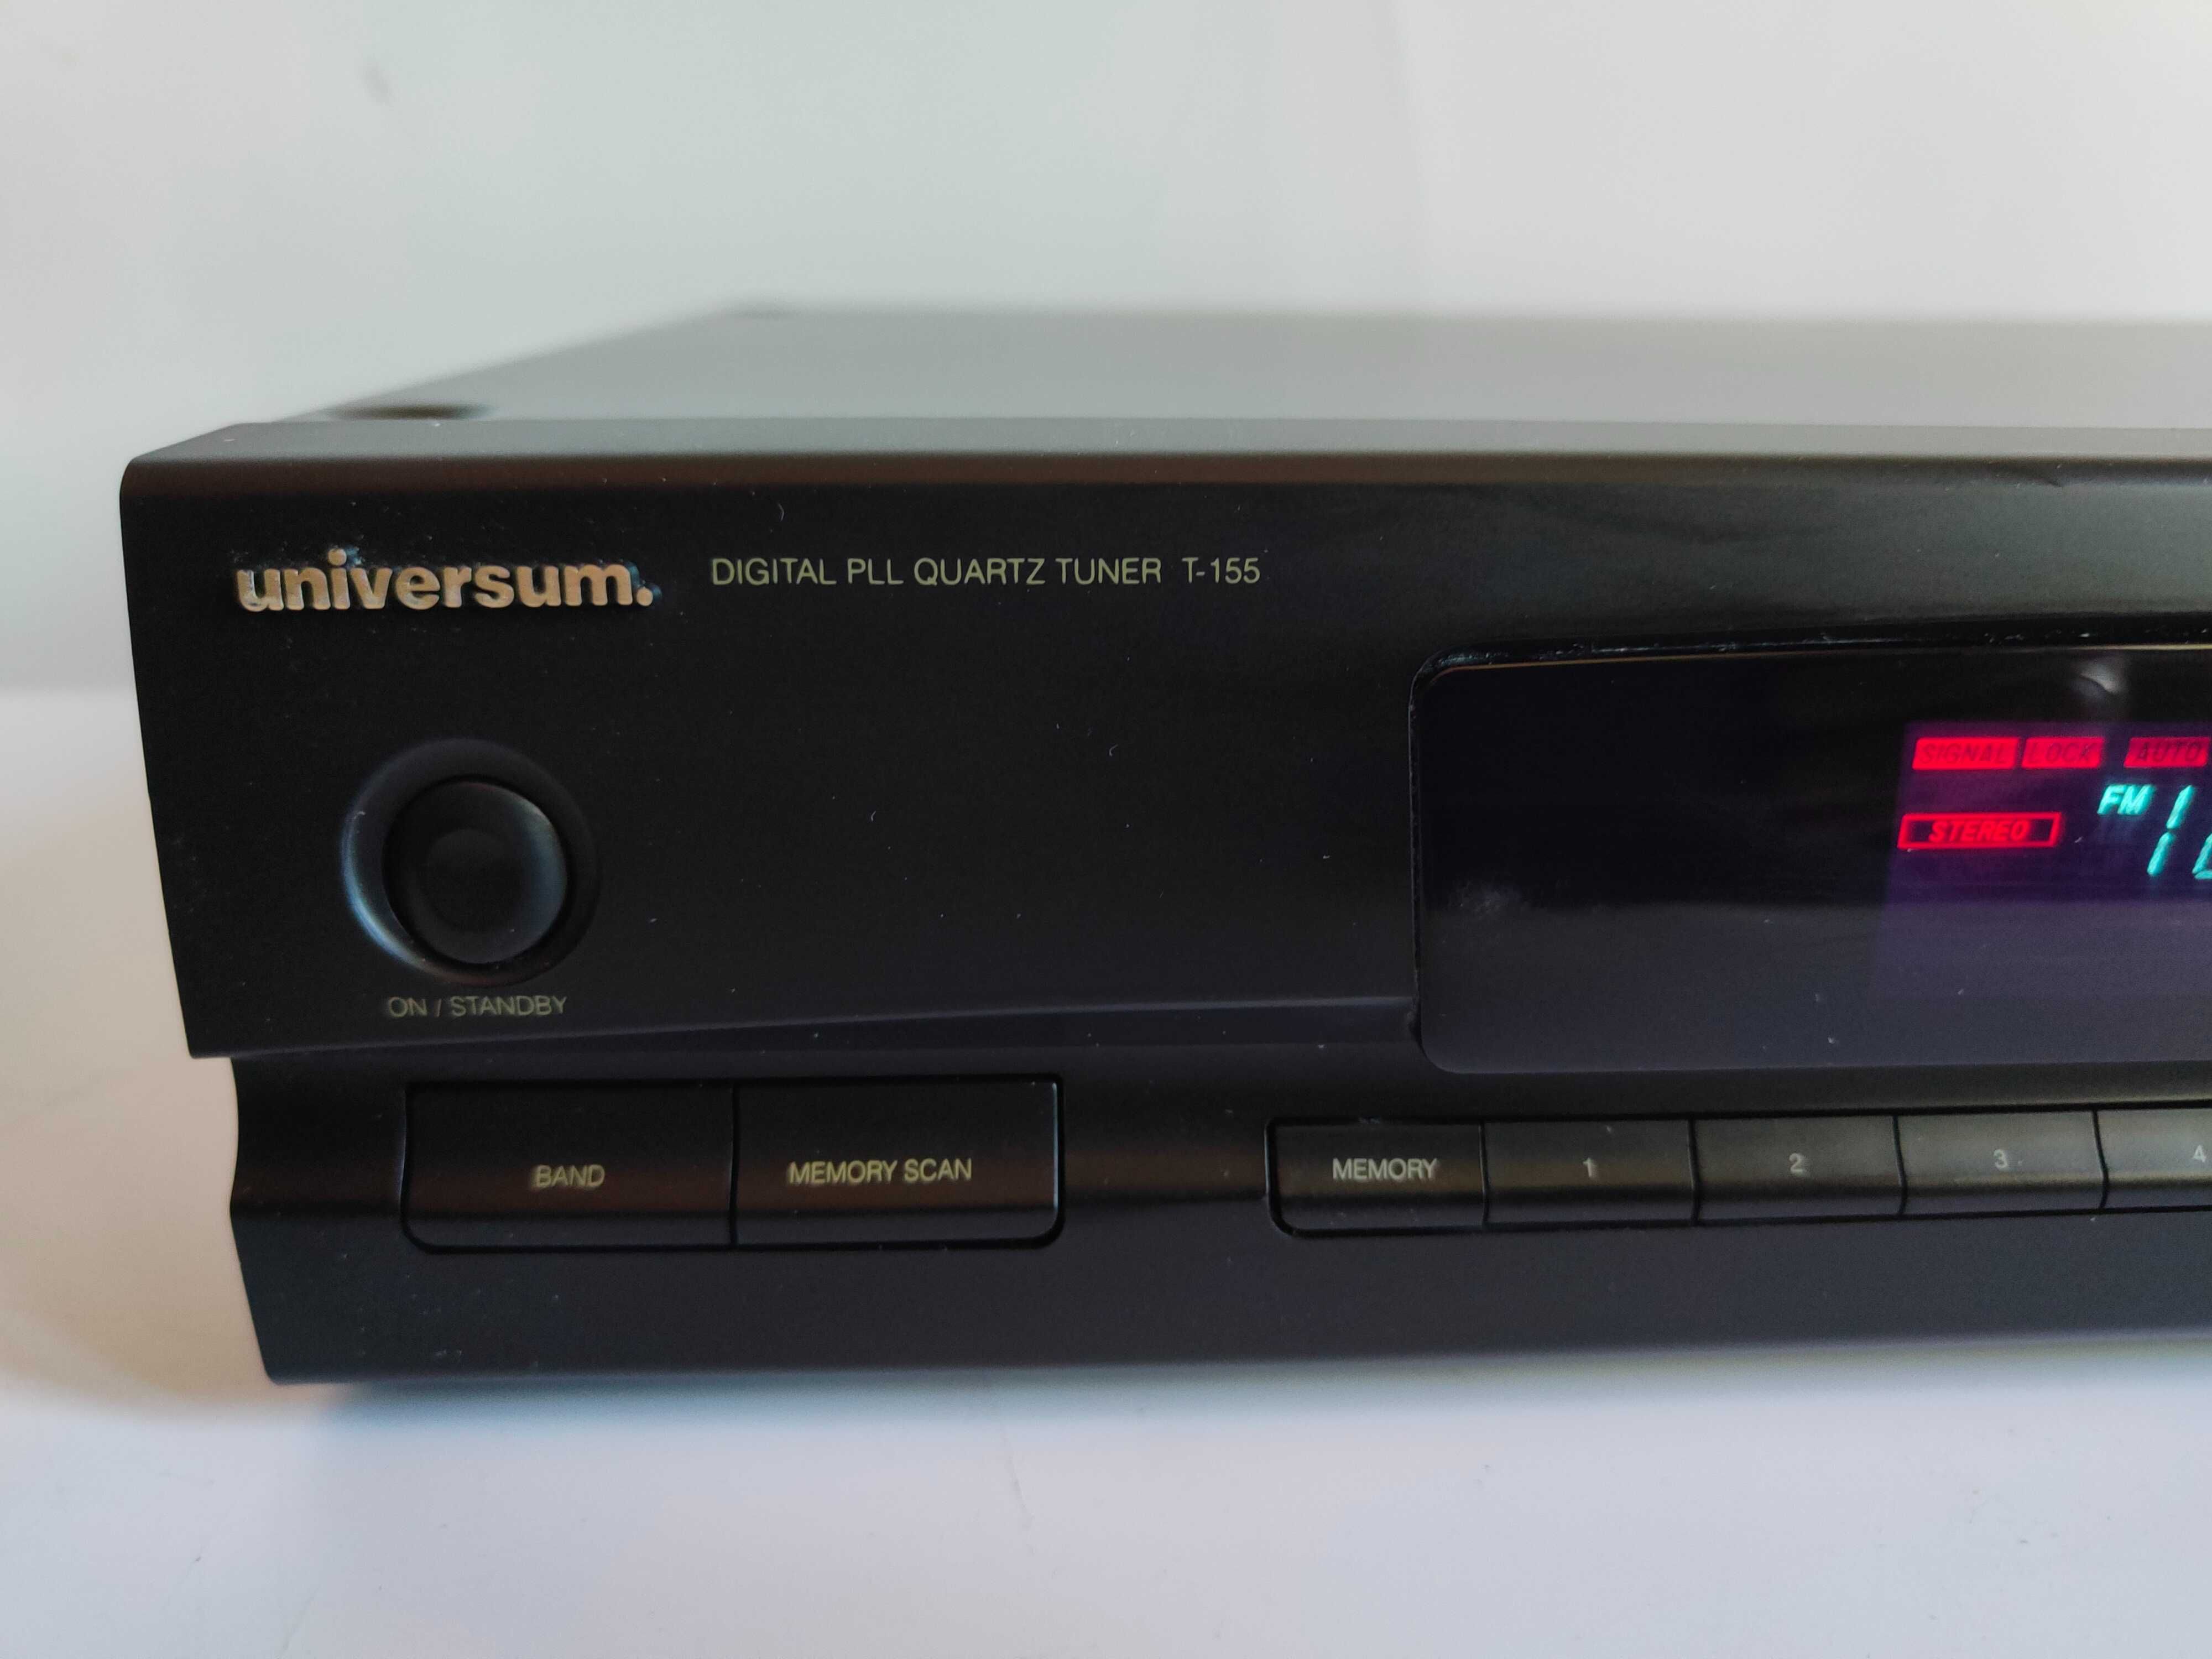 universum.
DIGITAL PLL QUARTZ TUNER T-155
SIGNAL LOCK AUTO
FM
STEREO
ON / STANDBY
BAND
MEMORY SCAN
MEMORY
1
2
3
4